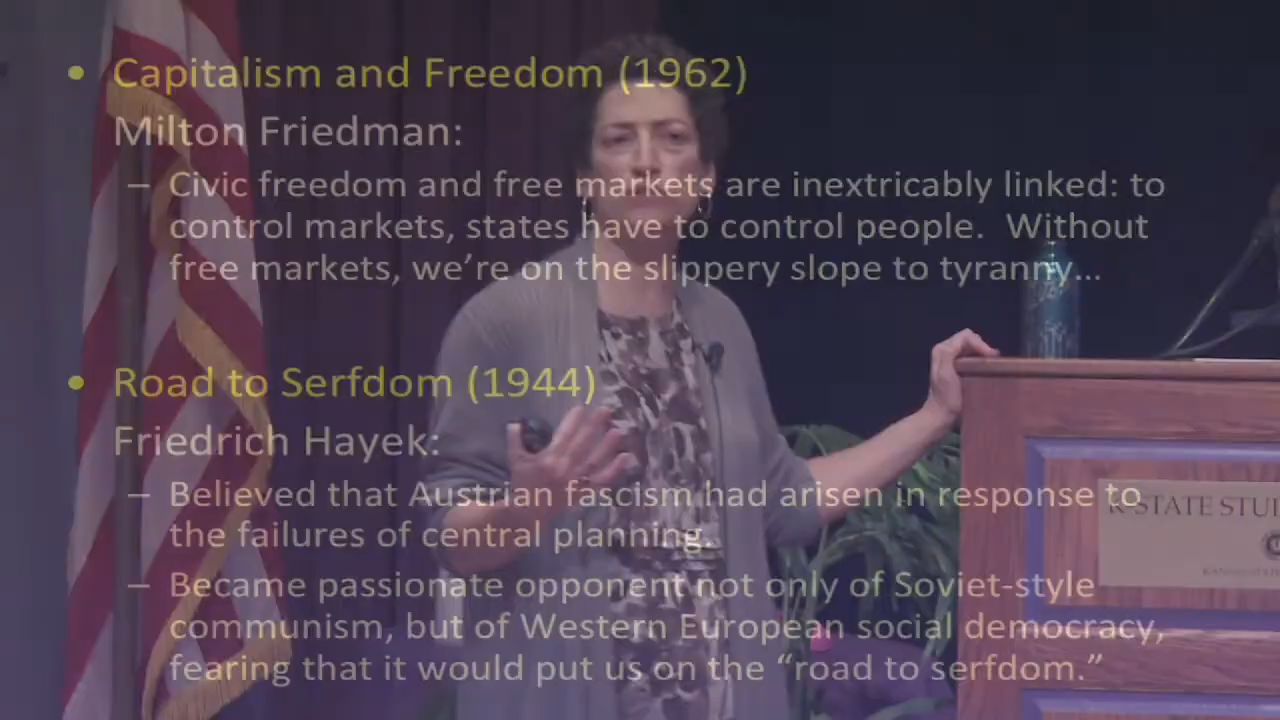 • Capitalism and Freedom (1962)
Milton Friedman:
– Civic freedom and free markets are inextricably linked: to
control markets, states have to control people.  Without
free markets, we’re on the slippery slope to tyranny…
• Road to Serfdom (1944)
Friedrich Hayek:
– Believed that Austrian fascism had arisen in response to
the failures of central planning.
– Became passionate opponent not only of Soviet-style
communism, but of Western European social democracy,
fearing that it would put us on the “road to serfdom.”
K-STATE